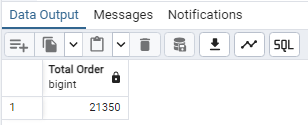 Data Output Messages Notifications
SQL
Total Order
bigint
1 21350